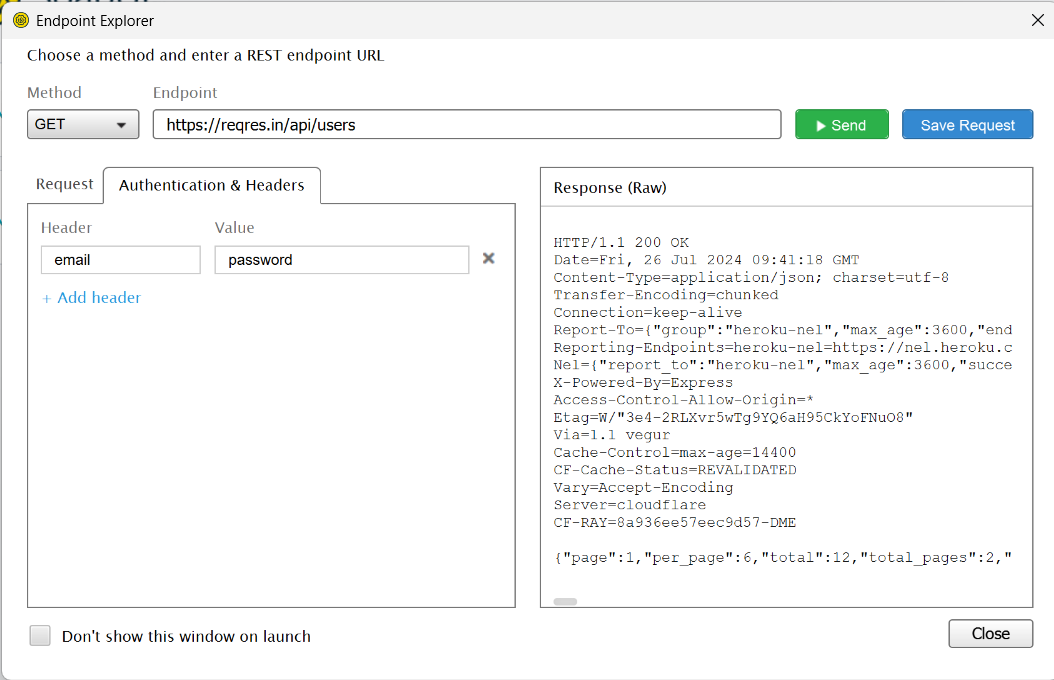 Endpoint Explorer
Choose a method and enter a REST endpoint URL
Method Endpoint
GET https://reqres.in/api/users Send Save Request
Request Authentication & Headers
Header Value
email password
+ Add header
Response (Raw)
HTTP/1.1 200 OK
Date=Fri, 26 Jul 2024 09:41:18 GMT
Content-Type=application/json; charset=utf-8
Transfer-Encoding=chunked
Connection=keep-alive
Report-To={"group":"heroku-nel","max_age":3600,"end
Reporting-Endpoints=heroku-nel=https://nel.heroku.c
Nel={"report_to":"heroku-nel","max_age":3600,"succe
X-Powered-By=Express
Access-Control-Allow-Origin=*
Etag=W/"3e4-2RLXvr5wTg9YQ6aH95CkYoFNuO8"
Via=1.1 vegur
Cache-Control=max-age=14400
CF-Cache-Status=REVALIDATED
Vary=Accept-Encoding
Server=cloudflare
CF-RAY=8a936ee57eec9d57-DME
{"page":1,"per_page":6,"total":12,"total_pages":2,"
Don't show this window on launch
Close